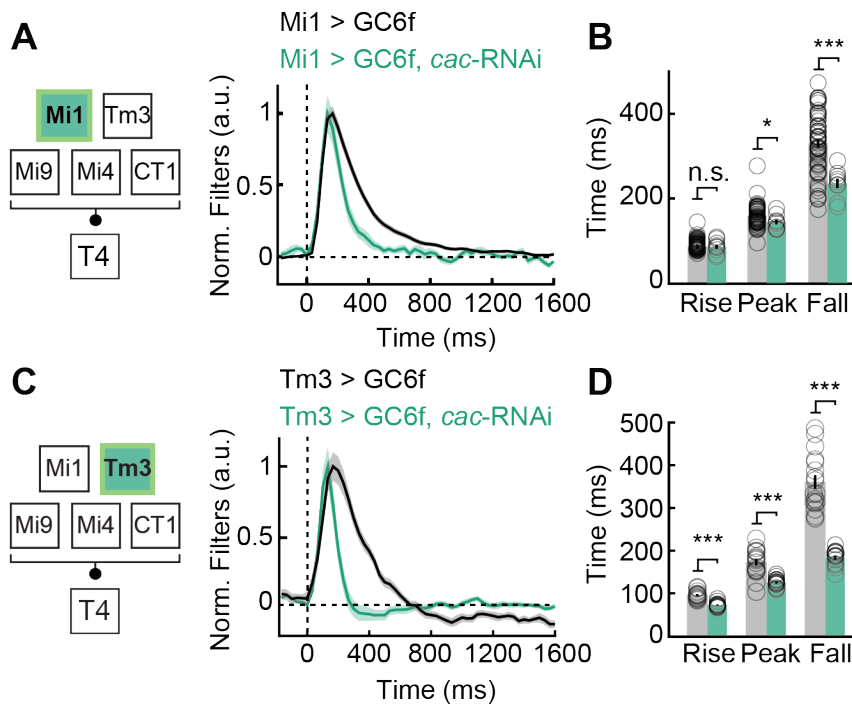 A
Mi1 > GC6f
Mi1 > GC6f, cac-RNAi
B
Mi1 Tm3
Mi9 Mi4 CT1
T4
Norm. Filters (a.u.)
1
0.5
0
0 400 800 1200 1600
Time (ms)
Time (ms)
400
200
0
n.s. * ***
Rise Peak Fall
C
Tm3 > GC6f
Tm3 > GC6f, cac-RNAi
D
Mi1 Tm3
Mi9 Mi4 CT1
T4
Norm. Filters (a.u.)
1
0.5
0
0 400 800 1200 1600
Time (ms)
Time (ms)
500
400
300
200
100
0
*** *** ***
Rise Peak Fall